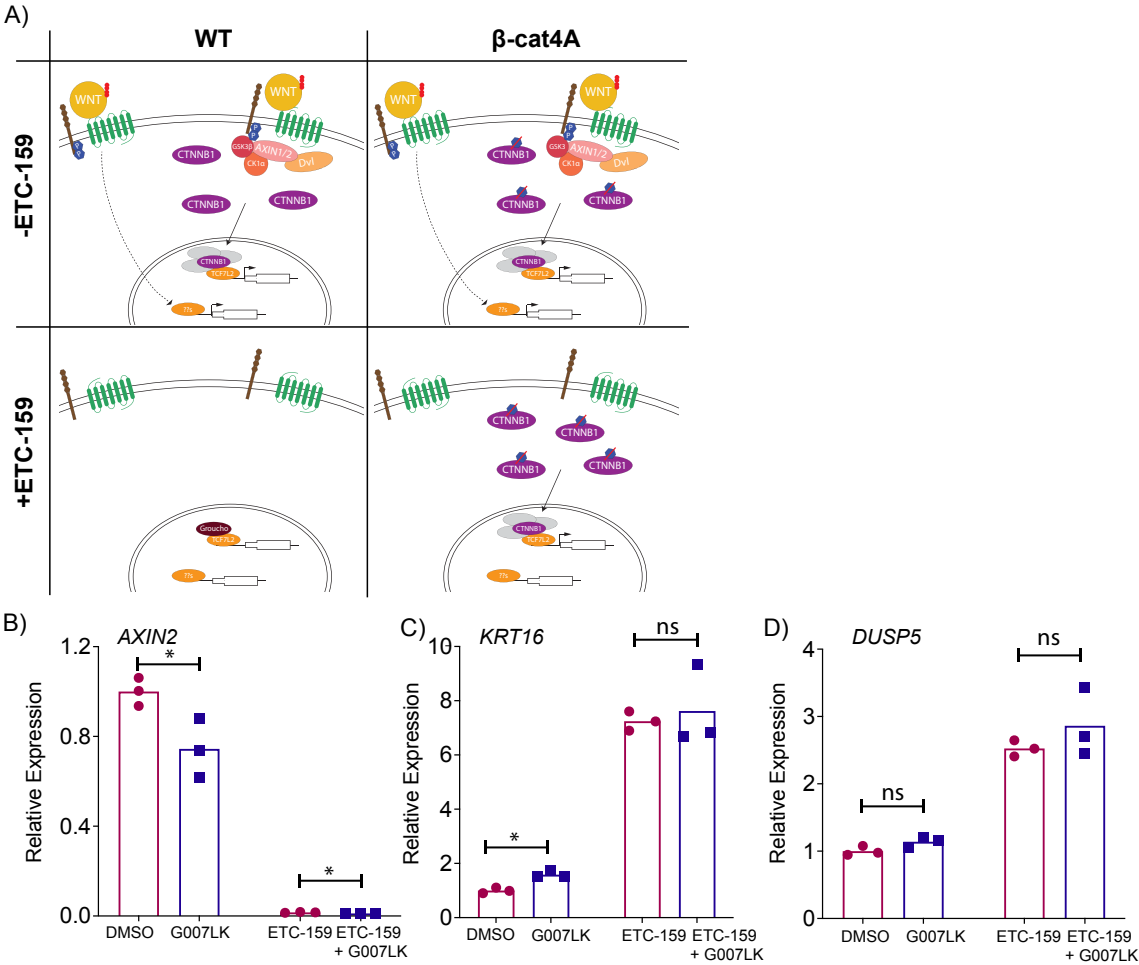 A)
WT
β-cat4A
-ETC-159
WNT
WNT
P
P
P
P
GSK3β
AXIN1/2
CK1α
Dvl
CTNNB1
CTNNB1
CTNNB1
CTNNB1
TCF7L2
??s
WNT
WNT
P
P
P
P
GSK3
AXIN1/2
CK1α
Dvl
CTNNB1
CTNNB1
CTNNB1
CTNNB1
TCF7L2
??s
+ETC-159
Groucho
TCF7L2
??s
CTNNB1
CTNNB1
CTNNB1
CTNNB1
CTNNB1
TCF7L2
??s
B)
AXIN2
Relative Expression
1.2
0.8
0.4
0.0
*
*
DMSO
G007LK
ETC-159
ETC-159
+ G007LK
C)
KRT16
Relative Expression
10
8
6
4
2
0
*
ns
DMSO
G007LK
ETC-159
ETC-159
+ G007LK
D)
DUSP5
Relative Expression
4
3
2
1
0
ns
ns
DMSO
G007LK
ETC-159
ETC-159
+ G007LK